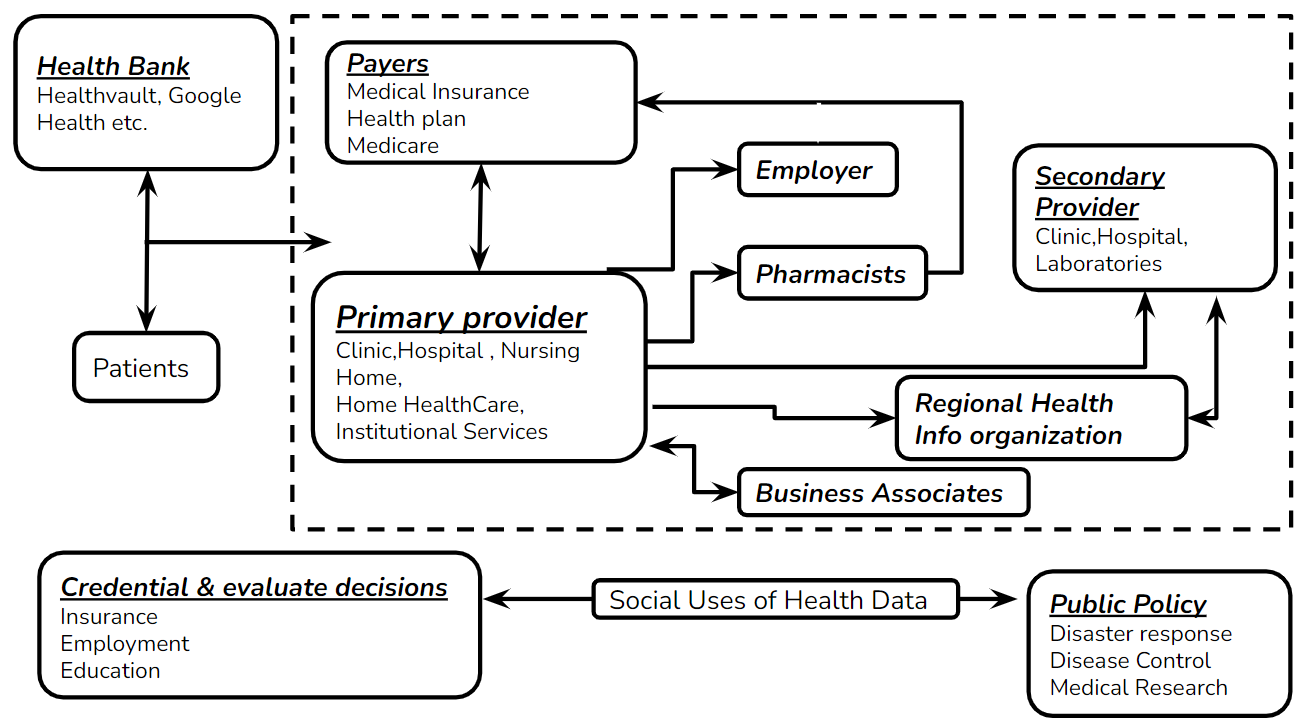 Health Bank
Healthvault, Google
Health etc.
Payers
Medical Insurance
Health plan
Medicare
Employer
Secondary
Provider
Clinic,Hospital,
Laboratories
Pharmacists
Primary provider
Clinic,Hospital , Nursing
Home,
Home HealthCare,
Institutional Services
Patients
Regional Health
Info organization
Business Associates
Credential & evaluate decisions
Insurance
Employment
Education
Social Uses of Health Data
Public Policy
Disaster response
Disease Control
Medical Research